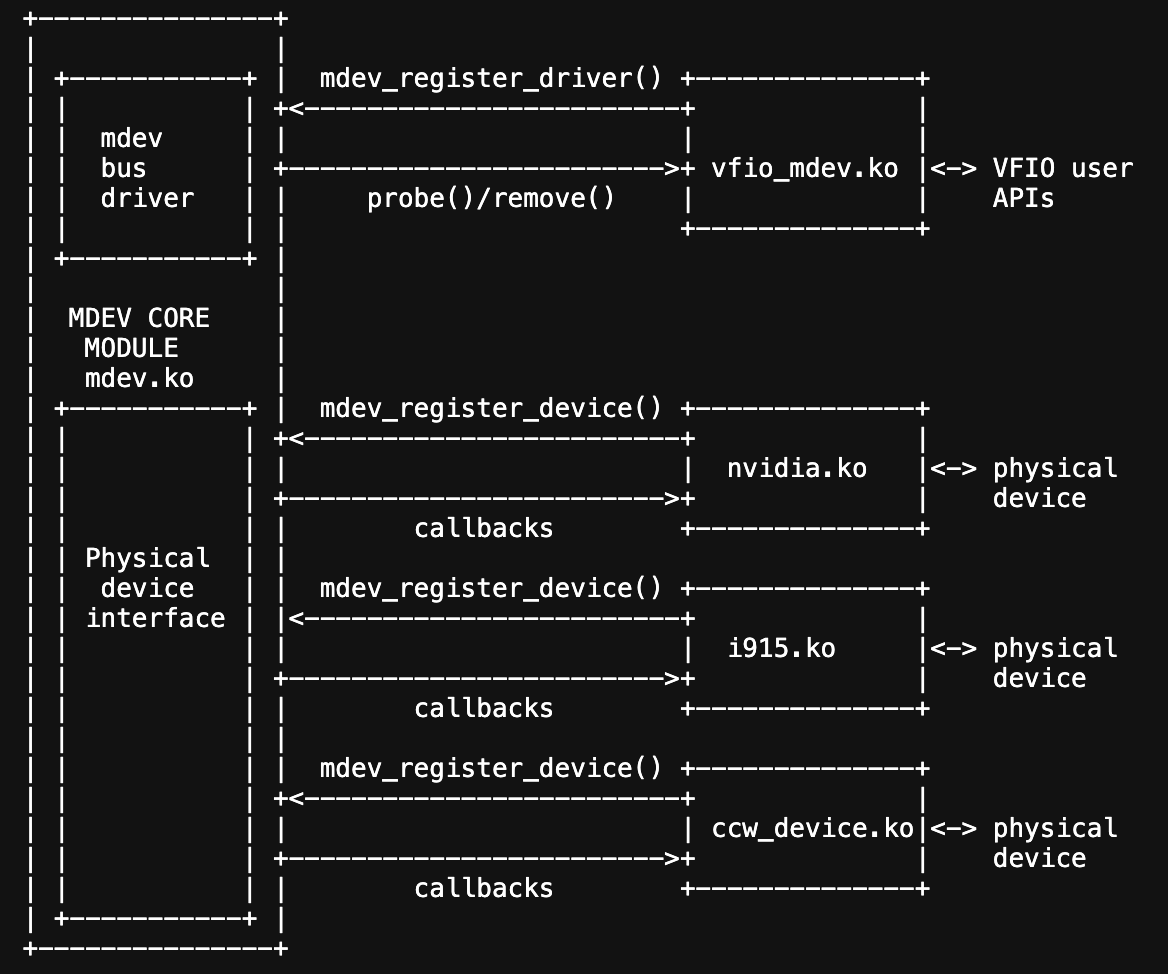 mdev_register_driver()
mdev
bus
driver
vfio_mdev.ko <-> VFIO user
APIs
probe()/remove()
MDEV CORE
MODULE
mdev.ko
mdev_register_device()
nvidia.ko <-> physical
device
callbacks
Physical
device
interface
mdev_register_device()
i915.ko <-> physical
device
callbacks
mdev_register_device()
ccw_device.ko <-> physical
device
callbacks